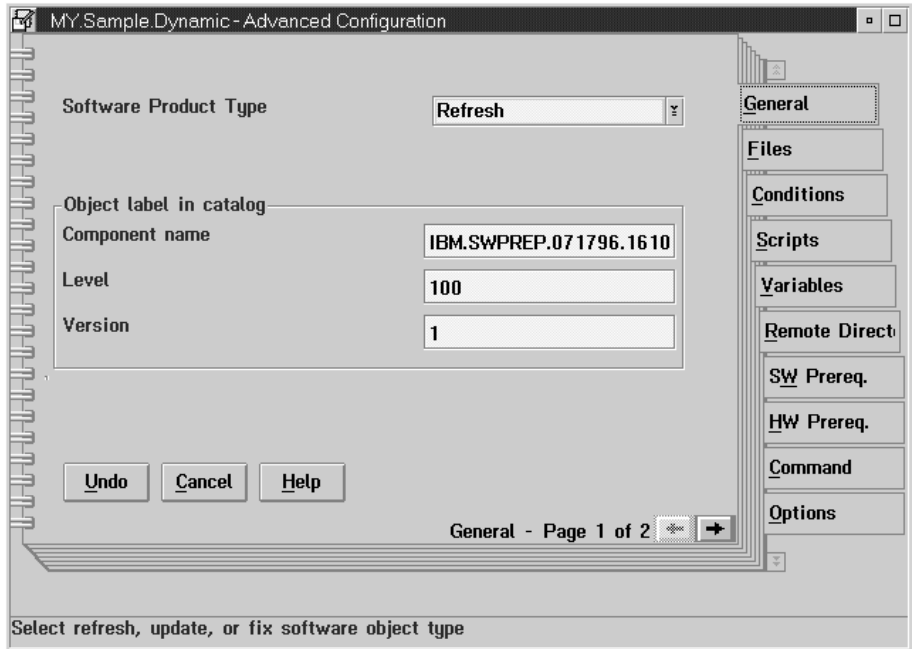 MY.Sample.Dynamic - Advanced Configuration
Software Product Type
Refresh
Object label in catalog
Component name
IBM.SWPREP.071796.1610
Level
100
Version
1
Undo
Cancel
Help
General - Page 1 of 2
General
Files
Conditions
Scripts
Variables
Remote Direct
SW Prereq.
HW Prereq.
Command
Options
Select refresh, update, or fix software object type